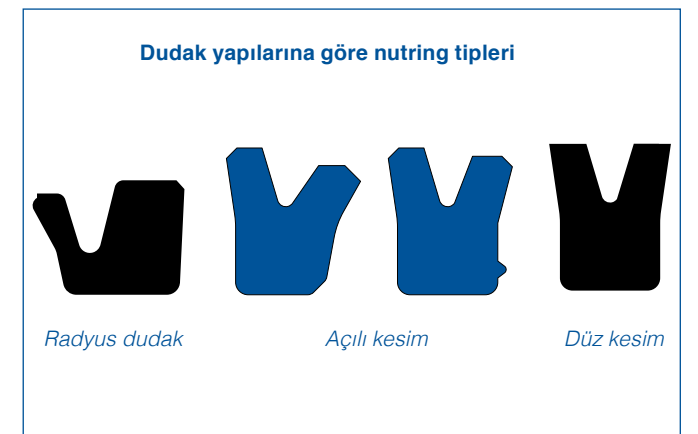 Dudak yapılarına göre nutring tipleri
Radyus dudak
Açılı kesim
Düz kesim